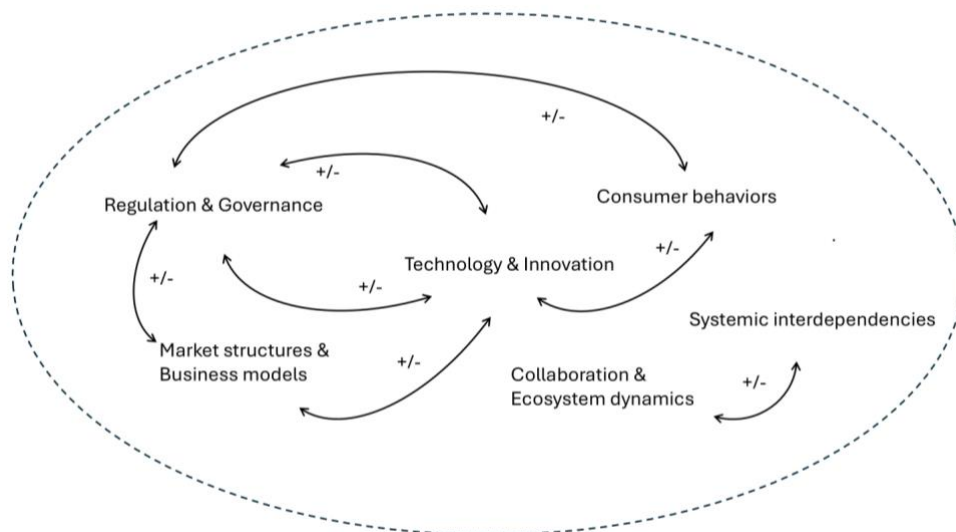 +/-
+/-
Regulation & Governance
Consumer behaviors
+/-
Technology & Innovation
+/-
+/-
Systemic interdependencies
Market structures &
Business models
+/-
Collaboration &
Ecosystem dynamics
+/-